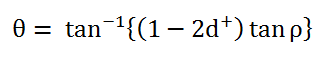 θ = tan⁻¹{(1 − 2d⁺) tan ρ}